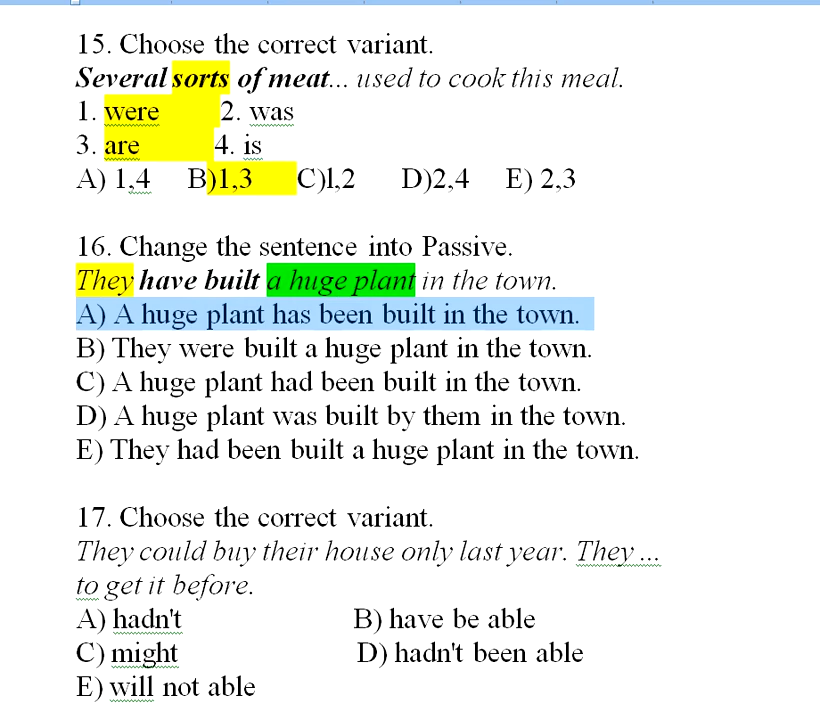 15. Choose the correct variant.
Several sorts of meat... used to cook this meal.
1. were 2. was
3. are 4. is
A) 1,4 B)1,3 C)1,2 D)2,4 E) 2,3
16. Change the sentence into Passive.
They have built a huge plant in the town.
A) A huge plant has been built in the town.
B) They were built a huge plant in the town.
C) A huge plant had been built in the town.
D) A huge plant was built by them in the town.
E) They had been built a huge plant in the town.
17. Choose the correct variant.
They could buy their house only last year. They ...
to get it before.
A) hadn't B) have be able
C) might D) hadn't been able
E) will not able